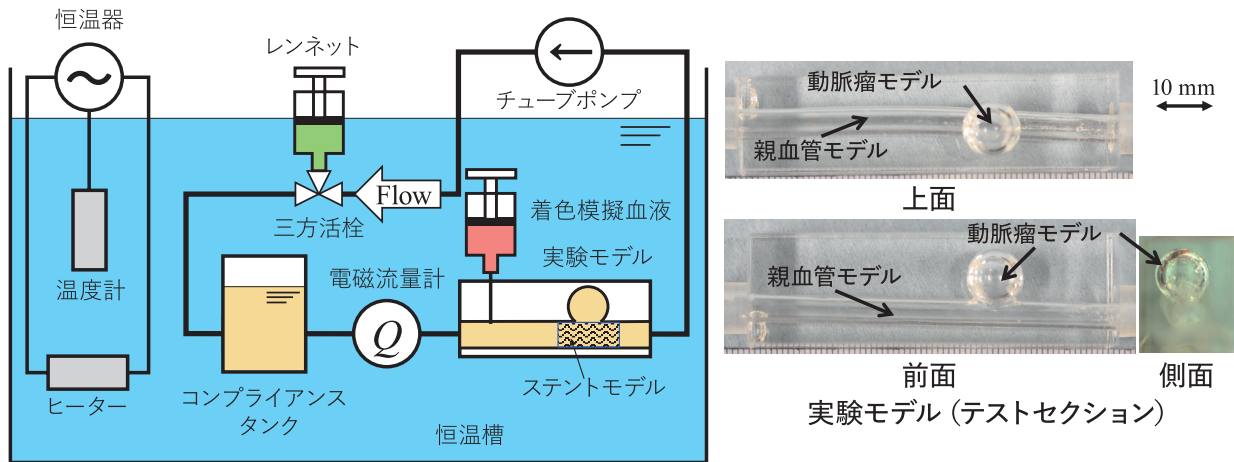 恒温器
レンネット
チューブポンプ
Flow
三方活栓
着色模擬血液
実験モデル
温度計
電磁流量計
Q
ヒーター
コンプライアンス
タンク
ステントモデル
恒温槽
動脈瘤モデル
10 mm
親血管モデル
上面
動脈瘤モデル
親血管モデル
前面
側面
実験モデル (テストセクション)